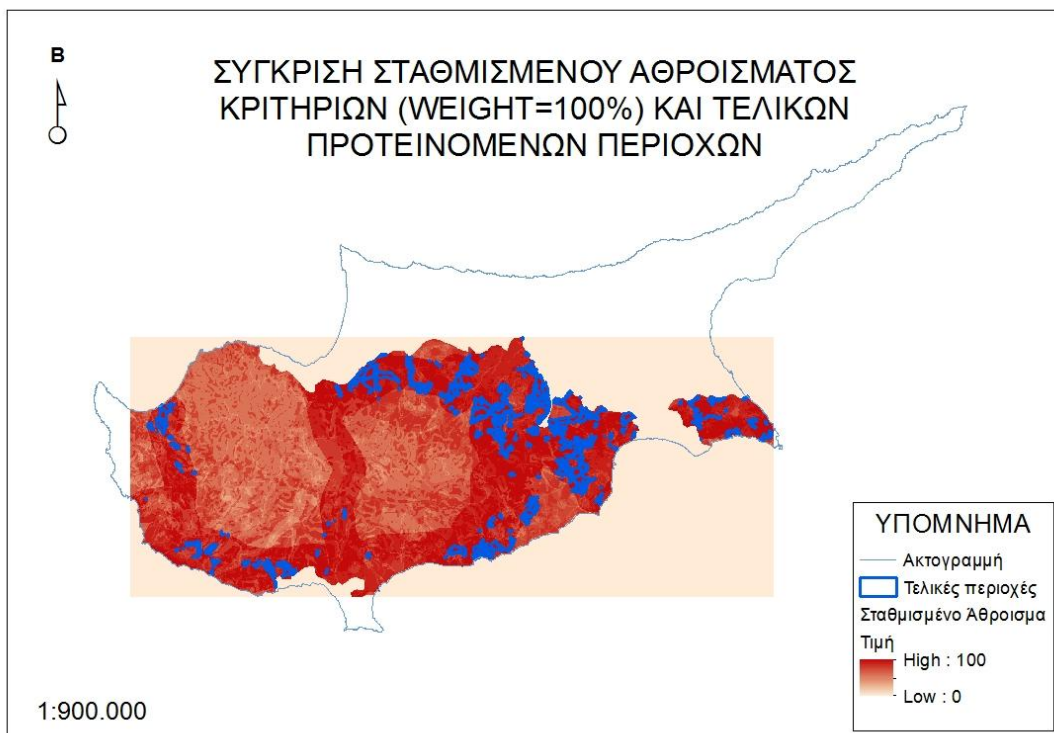 Β
ΣΥΓΚΡΙΣΗ ΣΤΑΘΜΙΣΜΕΝΟΥ ΑΘΡΟΙΣΜΑΤΟΣ
ΚΡΙΤΗΡΙΩΝ (WEIGHT=100%) ΚΑΙ ΤΕΛΙΚΩΝ
ΠΡΟΤΕΙΝΟΜΕΝΩΝ ΠΕΡΙΟΧΩΝ
ΥΠΟΜΝΗΜΑ
Ακτογραμμή
Τελικές περιοχές
Σταθμισμένο Άθροισμα
Τιμή
High : 100
Low : 0
1:900.000